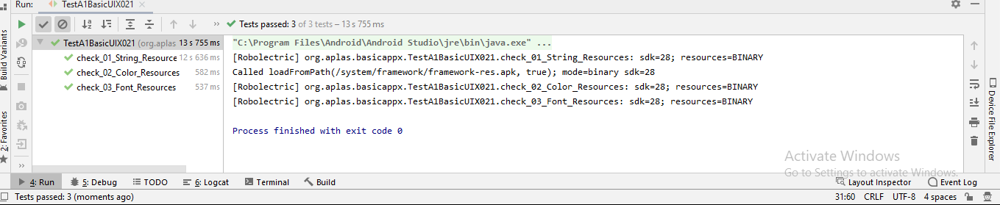 Run: TestA1BasicUIX021
Tests passed: 3 of 3 tests – 13 s 755 ms
TestA1BasicUIX021 (org.aplas 13 s 755 ms
check_01_String_Resource 12 s 636 ms
check_02_Color_Resources 582 ms
check_03_Font_Resources 537 ms
"C:\Program Files\Android\Android Studio\jre\bin\java.exe" ...
[Robolectric] org.aplas.basicappx.TestA1BasicUIX021.check_01_String_Resources: sdk=28; resources=BINARY
Called loadFromPath(/system/framework/framework-res.apk, true); mode=binary sdk=28
[Robolectric] org.aplas.basicappx.TestA1BasicUIX021.check_02_Color_Resources: sdk=28; resources=BINARY
[Robolectric] org.aplas.basicappx.TestA1BasicUIX021.check_03_Font_Resources: sdk=28; resources=BINARY
Process finished with exit code 0
Build Variants
2: Favorites
Device File Explorer
Activate Windows
Go to Settings to activate Windows.
4: Run 5: Debug TODO 6: Logcat Terminal Build Layout Inspector Event Log
Tests passed: 3 (moments ago) 31:60 CRLF UTF-8 4 spaces